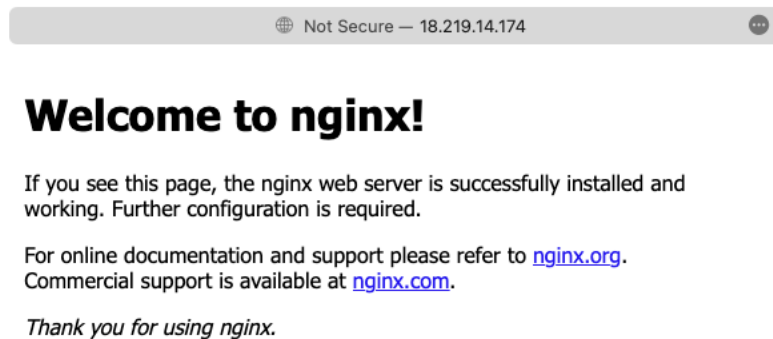 Not Secure — 18.219.14.174
Welcome to nginx!
If you see this page, the nginx web server is successfully installed and
working. Further configuration is required.
For online documentation and support please refer to nginx.org.
Commercial support is available at nginx.com.
Thank you for using nginx.